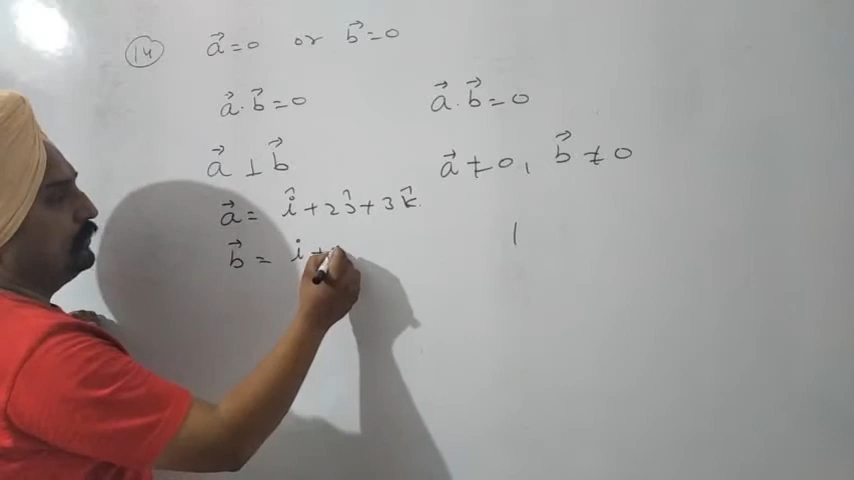 14 a⃗ = 0 or b⃗ = 0
a⃗ . b⃗ = 0 a⃗ . b⃗ = 0
a⃗ ⊥ b⃗ a⃗ ≠ 0, b⃗ ≠ 0
a⃗ = î + 2ĵ + 3k̂.
b⃗ = i +
|